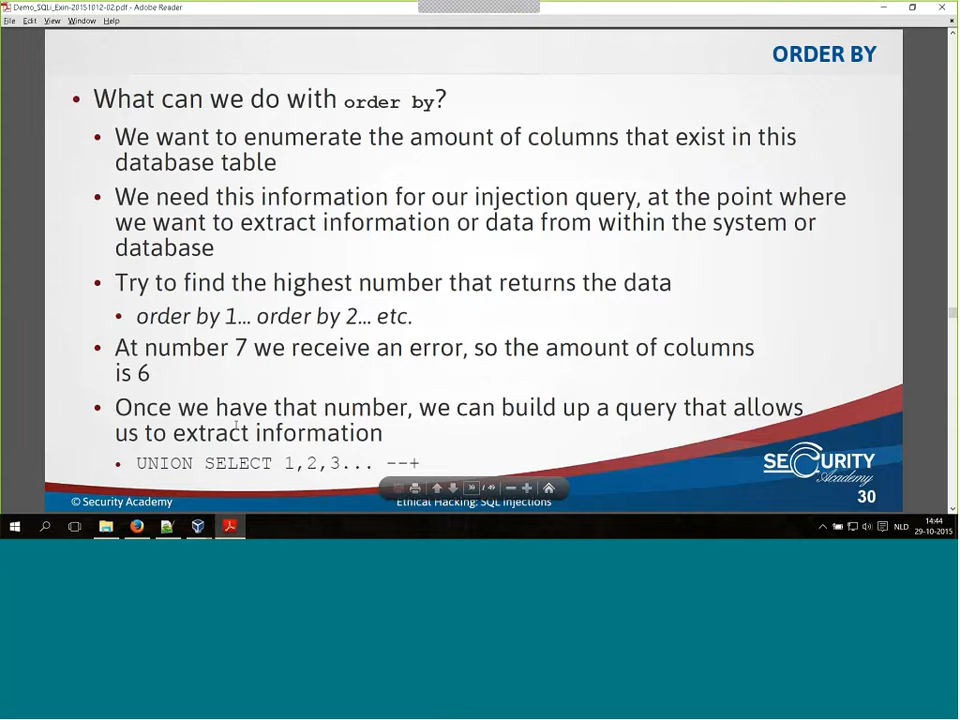 Demo_SQLi_Exin-20151012-02.pdf - Adobe Reader
File Edit View Window Help
ORDER BY
• What can we do with order by?
• We want to enumerate the amount of columns that exist in this
database table
• We need this information for our injection query, at the point where
we want to extract information or data from within the system or
database
• Try to find the highest number that returns the data
• order by 1... order by 2... etc.
• At number 7 we receive an error, so the amount of columns
is 6
• Once we have that number, we can build up a query that allows
us to extract information
• UNION SELECT 1,2,3... --+
SECURITY
Academy
30 / 49
© Security Academy
Ethical Hacking: SQL Injections
30
NLD
14:44
29-10-2015